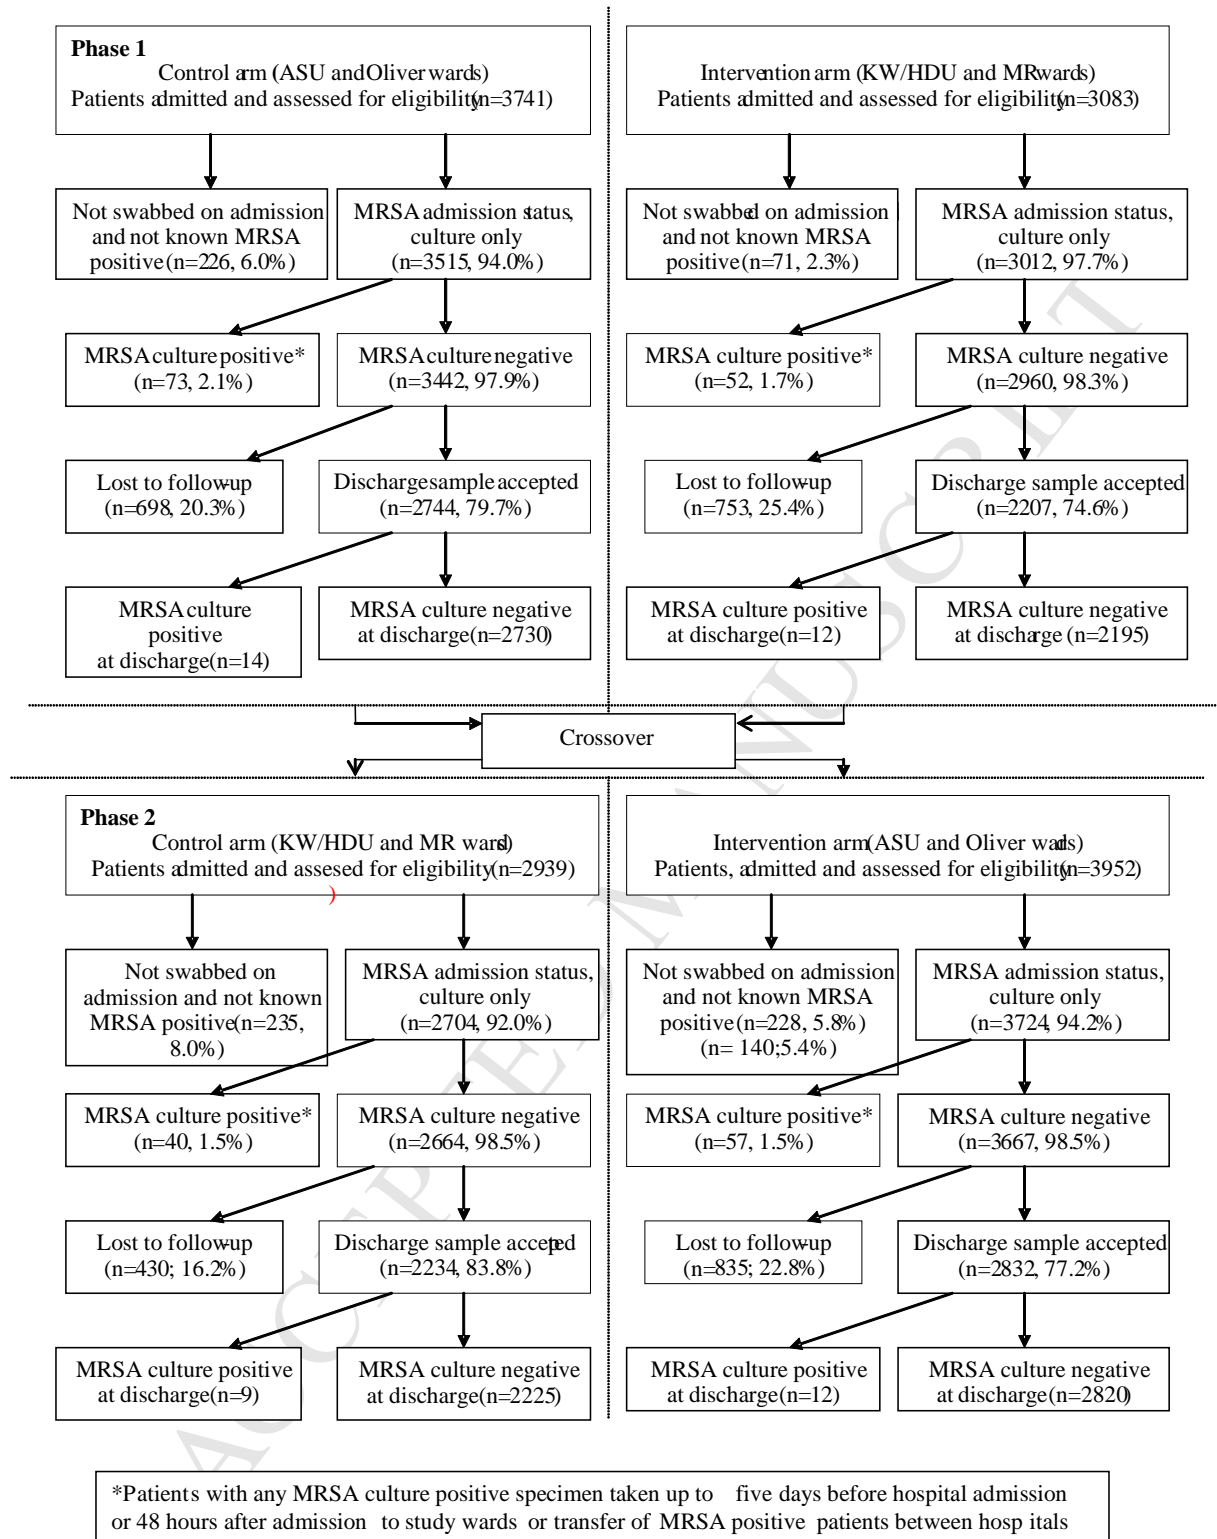 Phase 1
Control arm (ASU and Oliver wards)
Patients admitted and assessed for eligibility(n=3741)
Intervention arm (KW/HDU and MR wards)
Patients admitted and assessed for eligibility(n=3083)
Not swabbed on admission
and not known MRSA
positive (n=226, 6.0%)
MRSA admission status,
culture only
(n=3515, 94.0%)
Not swabbed on admission
and not known MRSA
positive (n=71, 2.3%)
MRSA admission status,
culture only
(n=3012, 97.7%)
MRSA culture positive*
(n=73, 2.1%)
MRSA culture negative
(n=3442, 97.9%)
MRSA culture positive*
(n=52, 1.7%)
MRSA culture negative
(n=2960, 98.3%)
Lost to follow-up
(n=698, 20.3%)
Discharge sample accepted
(n=2744, 79.7%)
Lost to follow-up
(n=753, 25.4%)
Discharge sample accepted
(n=2207, 74.6%)
MRSA culture
positive
at discharge(n=14)
MRSA culture negative
at discharge(n=2730)
MRSA culture positive
at discharge(n=12)
MRSA culture negative
at discharge (n=2195)
Crossover
Phase 2
Control arm (KW/HDU and MR wards)
Patients admitted and assesed for eligibility(n=2939)
)
Intervention arm(ASU and Oliver wards)
Patients, admitted and assessed for eligibility(n=3952)
Not swabbed on
admission and not known
MRSA positive(n=235,
8.0%)
MRSA admission status,
culture only
(n=2704, 92.0%)
Not swabbed on admission
and not known MRSA
positive (n=228, 5.8%)
(n= 140;5.4%)
MRSA admission status,
culture only
(n=3724, 94.2%)
MRSA culture positive*
(n=40, 1.5%)
MRSA culture negative
(n=2664, 98.5%)
MRSA culture positive*
(n=57, 1.5%)
MRSA culture negative
(n=3667, 98.5%)
Lost to follow-up
(n=430; 16.2%)
Discharge sample accepted
(n=2234, 83.8%)
Lost to follow-up
(n=835; 22.8%)
Discharge sample accepted
(n=2832, 77.2%)
MRSA culture positive
at discharge(n=9)
MRSA culture negative
at discharge(n=2225)
MRSA culture positive
at discharge(n=12)
MRSA culture negative
at discharge(n=2820)
*Patients with any MRSA culture positive specimen taken up to five days before hospital admission
or 48 hours after admission to study wards or transfer of MRSA positive patients between hosp itals
ACCEPTED MANUSCRIPT